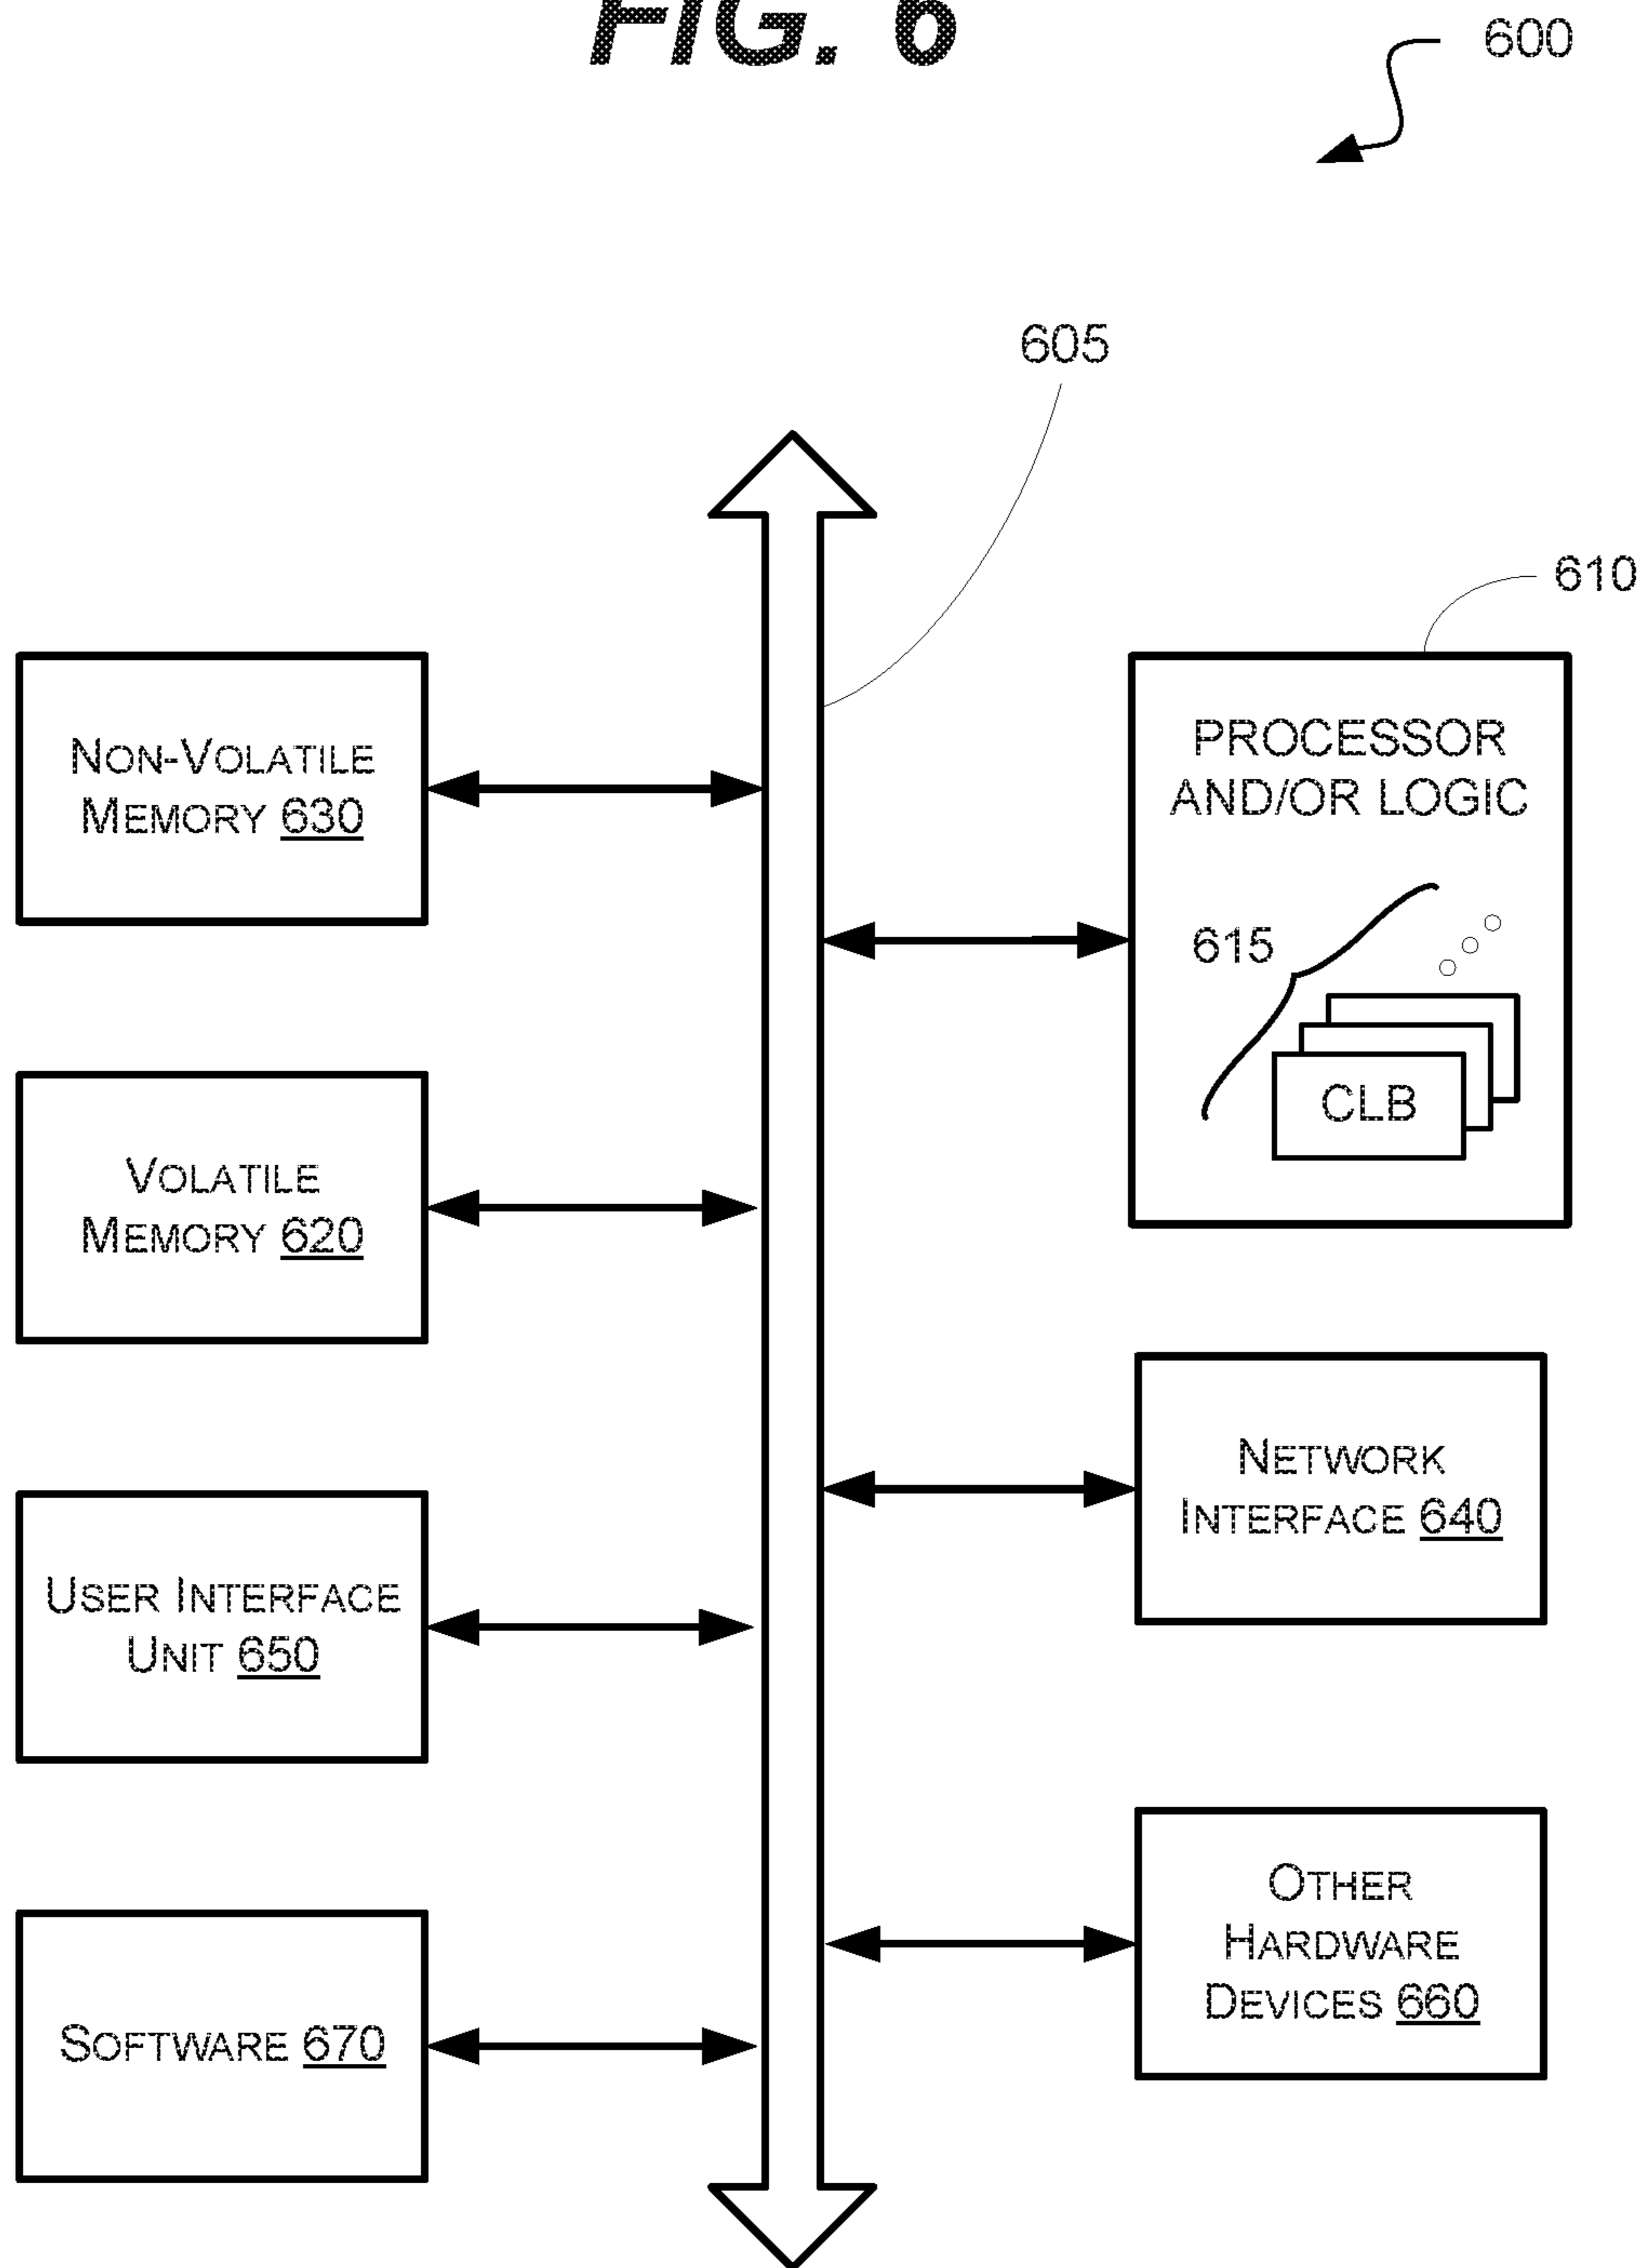 FIG. 6
600
605
610
NON-VOLATILE
MEMORY 630
PROCESSOR
AND/OR LOGIC
615
CLB
VOLATILE
MEMORY 620
NETWORK
INTERFACE 640
USER INTERFACE
UNIT 650
OTHER
HARDWARE
DEVICES 660
SOFTWARE 670